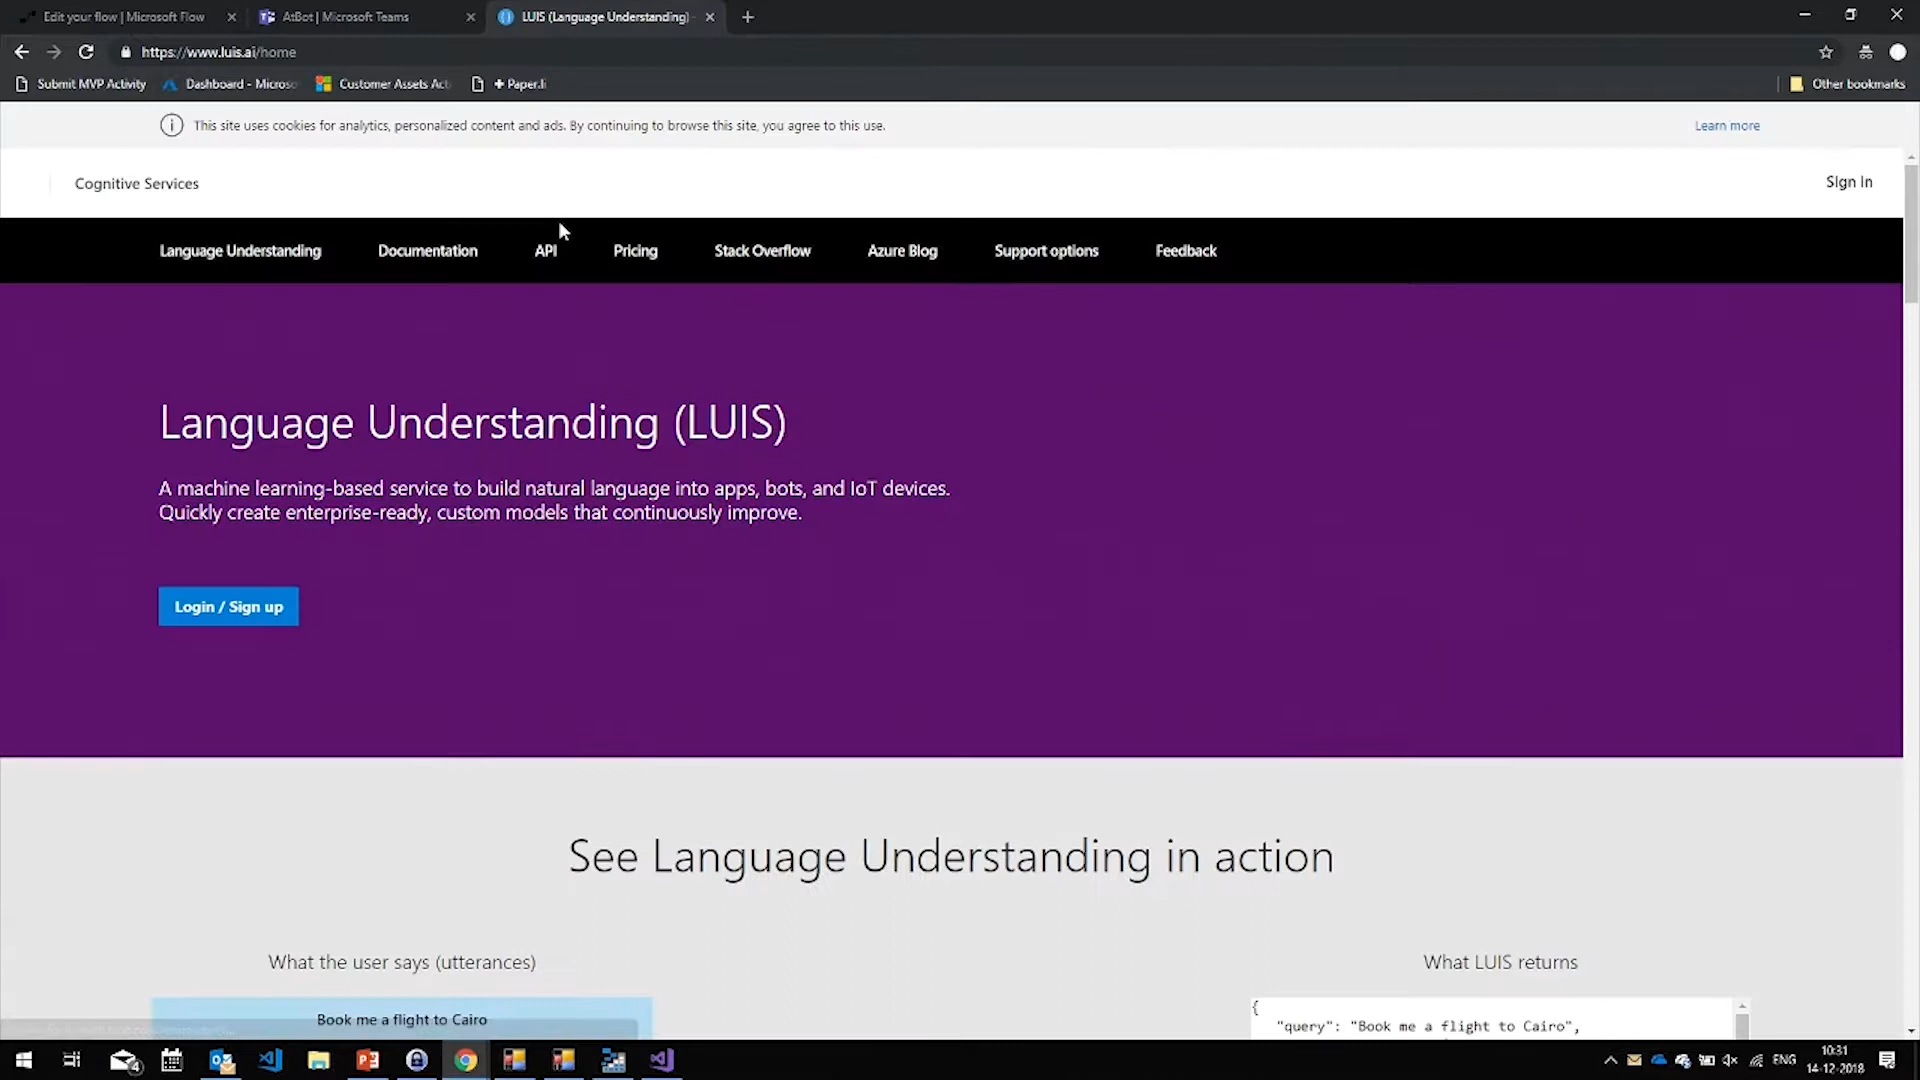 Edit your flow | Microsoft Flow
AtBot | Microsoft Teams
LUIS (Language Understanding)
https://www.luis.ai/home
Submit MVP Activity
Dashboard - Microso
Customer Assets Act
+ Paper.li
Other bookmarks
This site uses cookies for analytics, personalized content and ads. By continuing to browse this site, you agree to this use.
Learn more
Cognitive Services
Sign In
Language Understanding
Documentation
API
Pricing
Stack Overflow
Azure Blog
Support options
Feedback
Language Understanding (LUIS)
A machine learning-based service to build natural language into apps, bots, and IoT devices.
Quickly create enterprise-ready, custom models that continuously improve.
Login / Sign up
See Language Understanding in action
What the user says (utterances)
What LUIS returns
Book me a flight to Cairo
{
"query": "Book me a flight to Cairo",
4
ENG
10:31
14-12-2018